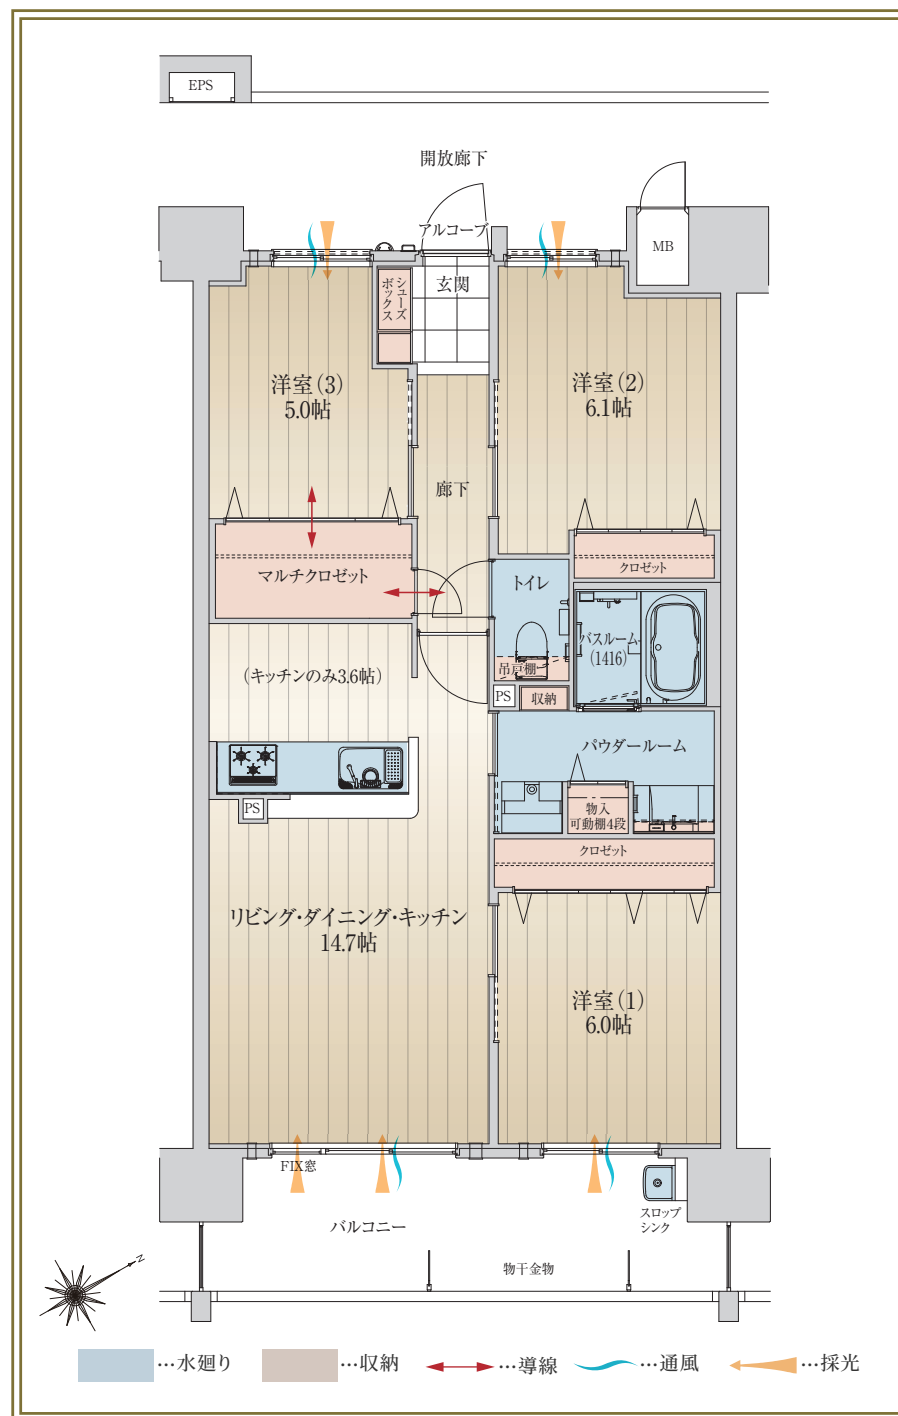 EPS
開放廊下
アルコーブ
MB
シューズ
ボックス
玄関
洋室(3)
5.0帖
洋室(2)
6.1帖
廊下
マルチクロゼット
クロゼット
トイレ
バスルーム
(1416)
吊戸棚
(キッチンのみ3.6帖)
PS
収納
パウダールーム
PS
物入
可動棚4段
クロゼット
リビング・ダイニング・キッチン
14.7帖
洋室(1)
6.0帖
FIX窓
バルコニー
スロップ
シンク
物干金物
N
…水廻り
…収納
…導線
…通風
…採光